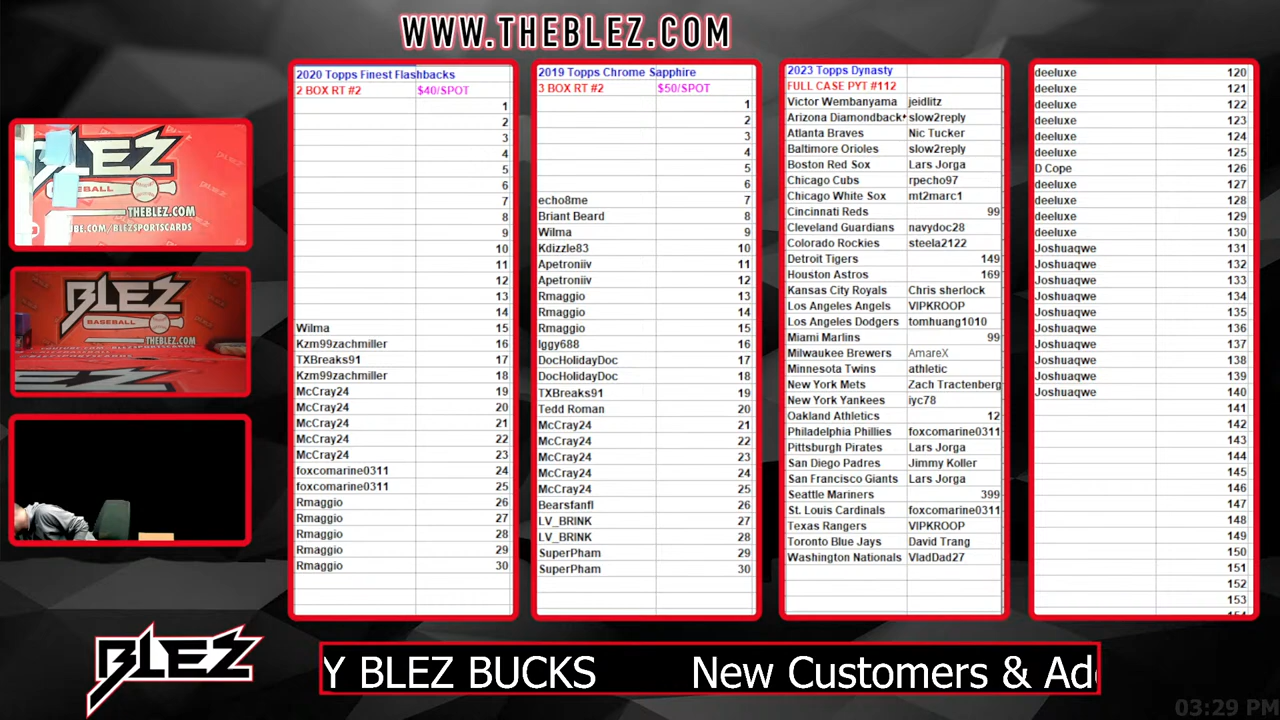 WWW.THEBLEZ.COM
BLEZ
BASEBALL
THEBLEZ.COM
UBE.COM/BLEZSPORTSCARDS
BLEZ
BASEBALL
THEBLEZ.COM
2020 Topps Finest Flashbacks
2 BOX RT #2 $40/SPOT
1
2
3
4
5
6
7
8
9
10
11
12
13
14
Wilma 15
Kzm99zachmiller 16
TXBreaks91 17
Kzm99zachmiller 18
McCray24 19
McCray24 20
McCray24 21
McCray24 22
McCray24 23
foxcomarine0311 24
foxcomarine0311 25
Rmaggio 26
Rmaggio 27
Rmaggio 28
Rmaggio 29
Rmaggio 30
2019 Topps Chrome Sapphire
3 BOX RT #2 $50/SPOT
1
2
3
4
5
6
echo8me 7
Briant Beard 8
Wilma 9
Kdizzle83 10
Apetroniiv 11
Apetroniiv 12
Rmaggio 13
Rmaggio 14
Rmaggio 15
Iggy688 16
DocHolidayDoc 17
DocHolidayDoc 18
TXBreaks91 19
Tedd Roman 20
McCray24 21
McCray24 22
McCray24 23
McCray24 24
McCray24 25
Bearsfanfl 26
LV_BRINK 27
LV_BRINK 28
SuperPham 29
SuperPham 30
2023 Topps Dynasty
FULL CASE PYT #112
Victor Wembanyama jeidlitz
Arizona Diamondback slow2reply
Atlanta Braves Nic Tucker
Baltimore Orioles slow2reply
Boston Red Sox Lars Jorga
Chicago Cubs rpecho97
Chicago White Sox mt2marc1
Cincinnati Reds 99
Cleveland Guardians navydoc28
Colorado Rockies steela2122
Detroit Tigers 149
Houston Astros 169
Kansas City Royals Chris sherlock
Los Angeles Angels VIPKROOP
Los Angeles Dodgers tomhuang1010
Miami Marlins 99
Milwaukee Brewers AmareX
Minnesota Twins athletic
New York Mets Zach Tractenberg
New York Yankees iyc78
Oakland Athletics 12
Philadelphia Phillies foxcomarine0311
Pittsburgh Pirates Lars Jorga
San Diego Padres Jimmy Koller
San Francisco Giants Lars Jorga
Seattle Mariners 399
St. Louis Cardinals foxcomarine0311
Texas Rangers VIPKROOP
Toronto Blue Jays David Trang
Washington Nationals VladDad27
deeluxe 120
deeluxe 121
deeluxe 122
deeluxe 123
deeluxe 124
deeluxe 125
D Cope 126
deeluxe 127
deeluxe 128
deeluxe 129
deeluxe 130
Joshuaqwe 131
Joshuaqwe 132
Joshuaqwe 133
Joshuaqwe 134
Joshuaqwe 135
Joshuaqwe 136
Joshuaqwe 137
Joshuaqwe 138
Joshuaqwe 139
Joshuaqwe 140
141
142
143
144
145
146
147
148
149
150
151
152
153
BLEZ
Y BLEZ BUCKS New Customers & Ad
03:29 PM